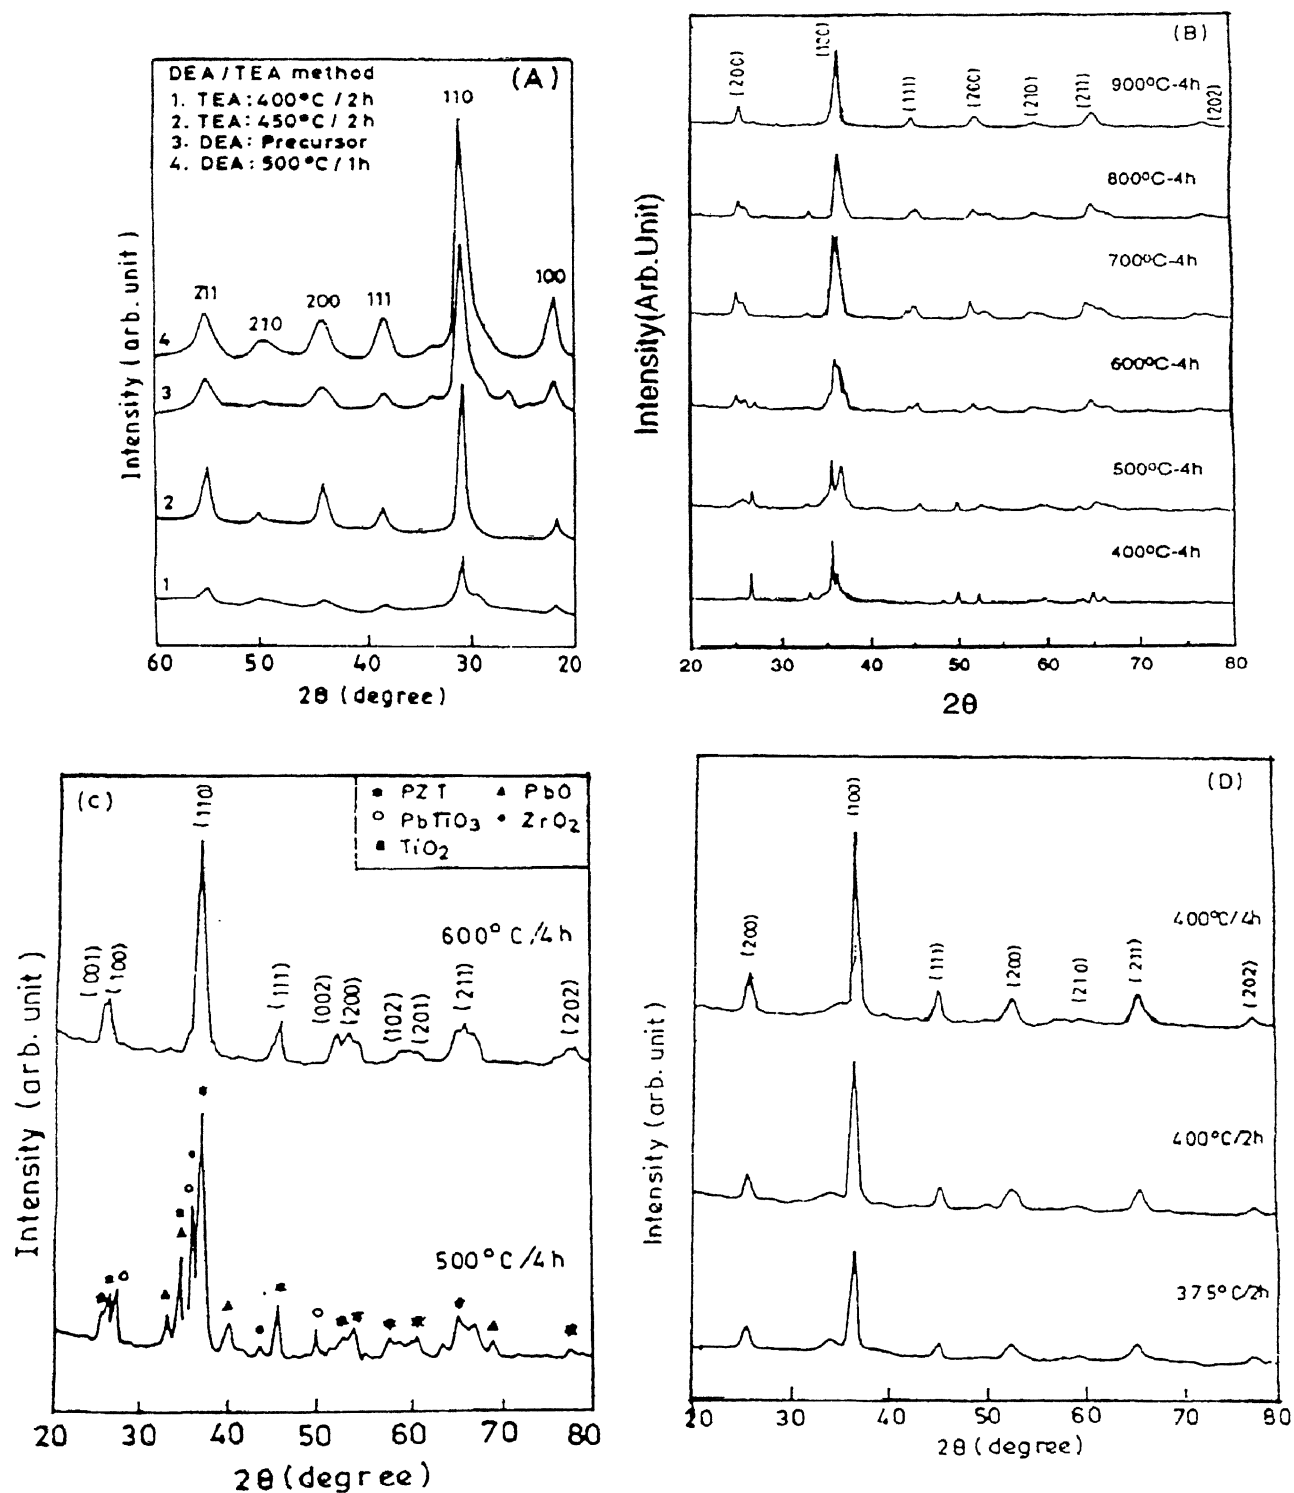 DEA/TEA method
(A)
1. TEA:400°C/2h
2. TEA:450°C/2h
3. DEA: Precursor
4. DEA:500°C/1h
110
100
211
210
200
111
4
3
2
1
Intensity (arb. unit)
60 50 40 30 20
2θ (degree)
(B)
(200)
(100)
(111)
(200)
(210)
(211)
(202)
900°C-4h
800°C-4h
700°C-4h
600°C-4h
500°C-4h
400°C-4h
Intensity(Arb.Unit)
20 30 40 50 60 70 80
2θ
(C)
* PZT ▲ PbO
○ PbTiO3 • ZrO2
■ TiO2
(110)
600°C/4h
(001)
(100)
(111)
(002)
(200)
(102)
(201)
(211)
(202)
500°C/4h
Intensity (arb. unit)
20 30 40 50 60 70 80
2θ (degree)
(D)
(100)
(200)
(111)
(200)
(210)
(211)
(202)
400°C/4h
400°C/2h
375°C/2h
Intensity (arb. unit)
20 30 40 50 60 70 80
2θ (degree)